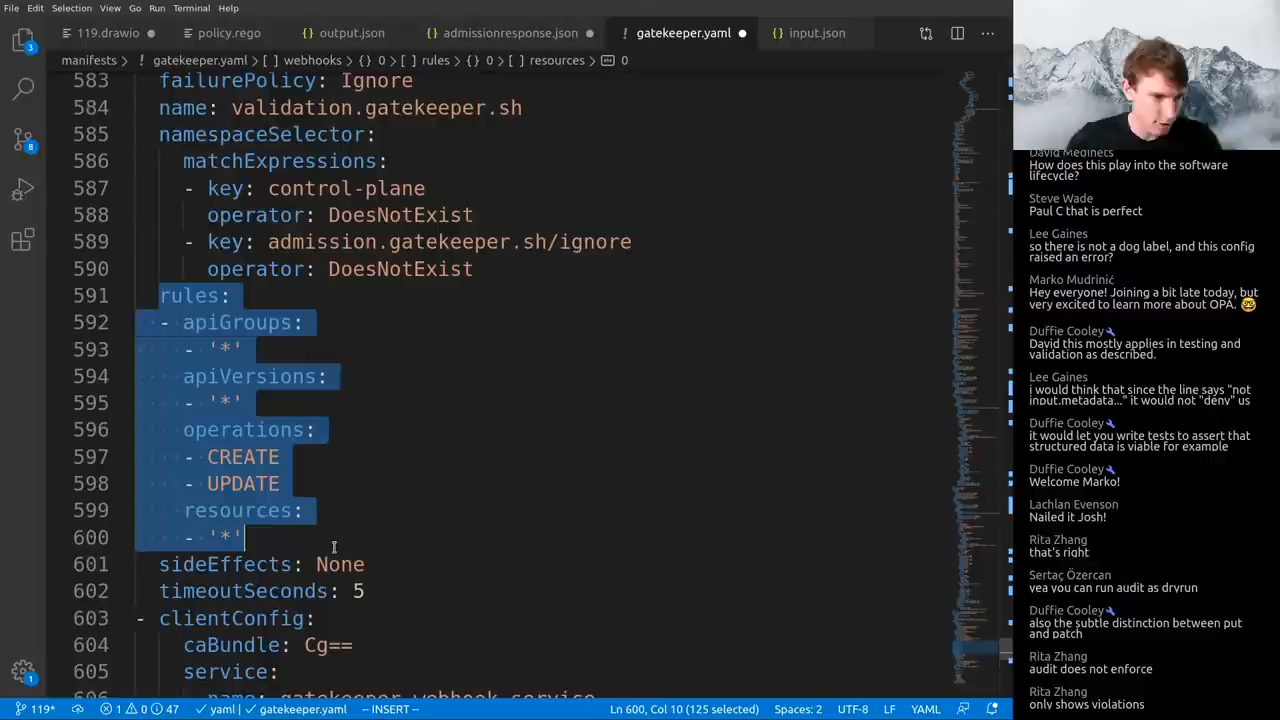 File Edit Selection View Go Run Terminal Help
119.drawio policy.rego output.json admissionresponse.json gatekeeper.yaml input.json
manifests > gatekeeper.yaml > [ ] webhooks > {} 0 > [ ] rules > {} 0 > [ ] resources > 0
583 failurePolicy: Ignore
584 name: validation.gatekeeper.sh
585 namespaceSelector:
586 matchExpressions:
587 - key: control-plane
588 operator: DoesNotExist
589 - key: admission.gatekeeper.sh/ignore
590 operator: DoesNotExist
591 rules:
592 - apiGroups:
593 - '*'
594 apiVersions:
595 - '*'
596 operations:
597 - CREATE
598 - UPDATE
599 resources:
600 - '*'
601 sideEffects: None
602 timeoutSeconds: 5
603 - clientConfig:
604 caBundle: Cg==
605 service:
606 name: gatekeeper-webhook-service
119* 1 0 47 yaml | gatekeeper.yaml -- INSERT -- Ln 600, Col 10 (125 selected) Spaces: 2 UTF-8 LF YAML
3
8
1
David Medinets
How does this play into the software
lifecycle?
Steve Wade
Paul C that is perfect
Lee Gaines
so there is not a dog label, and this config
raised an error?
Marko Mudrinić
Hey everyone! Joining a bit late today, but
very excited to learn more about OPA. 🤓
Duffie Cooley
David this mostly applies in testing and
validation as described.
Lee Gaines
i would think that since the line says "not
input.metadata..." it would not "deny" us
Duffie Cooley
it would let you write tests to assert that
structured data is viable for example
Duffie Cooley
Welcome Marko!
Lachlan Evenson
Nailed it Josh!
Rita Zhang
that's right
Sertaç Özercan
yea you can run audit as dryrun
Duffie Cooley
also the subtle distinction between put
and patch
Rita Zhang
audit does not enforce
Rita Zhang
only shows violations